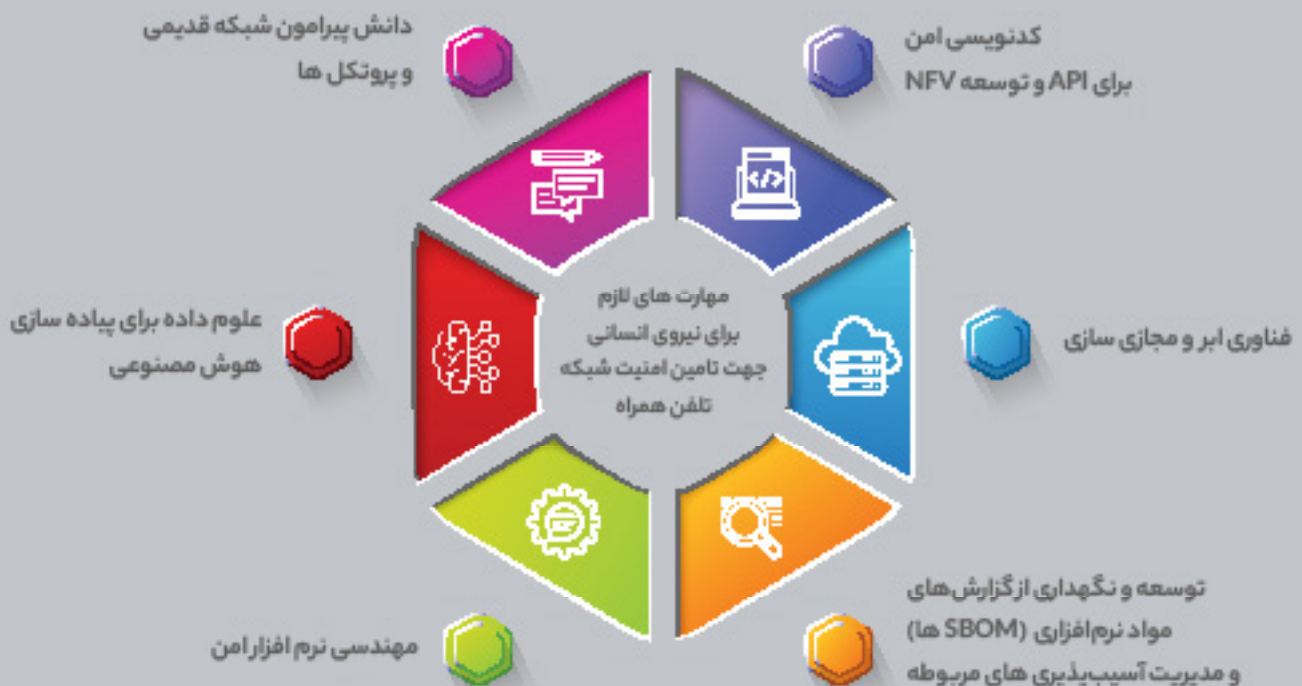 کدنویسی امن
برای API و توسعه NFV
دانش پیرامون شبکه قدیمی
و پروتکل ها
فناوری ابر و مجازی سازی
مهارت های لازم
برای نیروی انسانی
جهت تامین امنیت شبکه
تلفن همراه
علوم داده برای پیاده سازی
هوش مصنوعی
توسعه و نگهداری از گزارش‌های
مواد نرم‌افزاری (SBOM ها)
و مدیریت آسیب‌پذیری های مربوطه
مهندسی نرم افزار امن